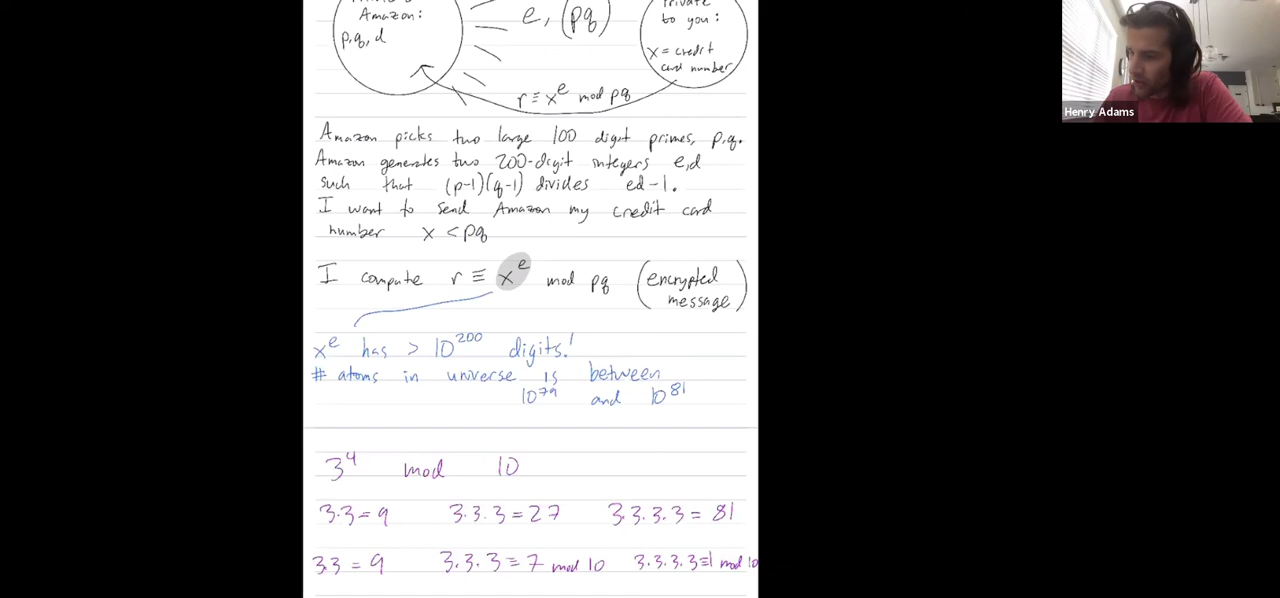 Amazon:
p,q,d
e, (pq)
to you:
x = credit
card number
r ≡ x^e mod pq
Henry Adams
Amazon picks two large 100 digit primes, p,q.
Amazon generates two 200-digit integers e,d
such that (p-1)(q-1) divides ed-1.
I want to send Amazon my credit card
number x < pq
I compute r ≡ x^e mod pq (encrypted message)
x^e has > 10^200 digits!
# atoms in universe is between
10^79 and 10^81
3^4 mod 10
3·3=9 3·3·3=27 3·3·3·3=81
3·3=9 3·3·3≡7 mod 10 3·3·3·3≡1 mod 10